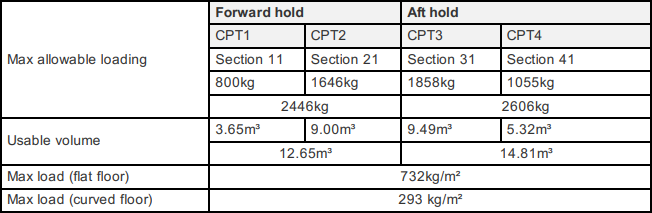 Forward hold Aft hold
CPT1 CPT2 CPT3 CPT4
Max allowable loading Section 11 Section 21 Section 31 Section 41
800kg 1646kg 1858kg 1055kg
2446kg 2606kg
Usable volume 3.65m³ 9.00m³ 9.49m³ 5.32m³
12.65m³ 14.81m³
Max load (flat floor) 732kg/m²
Max load (curved floor) 293 kg/m²